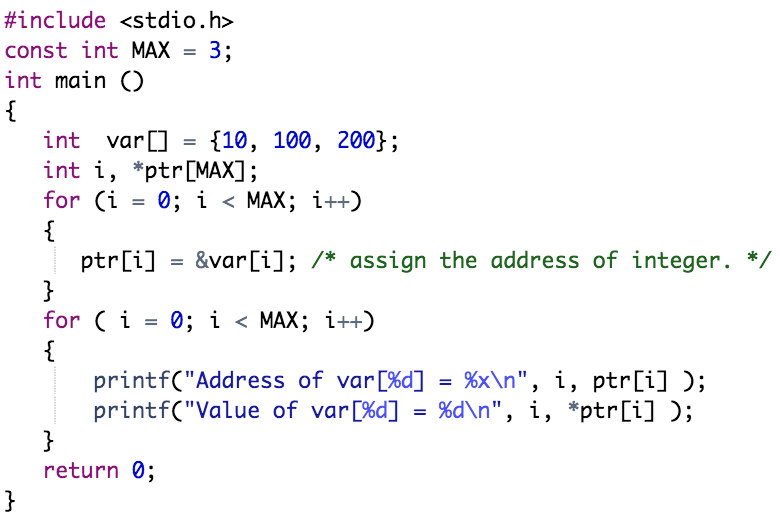 #include <stdio.h>
const int MAX = 3;
int main ()
{
   int  var[] = {10, 100, 200};
   int i, *ptr[MAX];
   for (i = 0; i < MAX; i++)
   {
      ptr[i] = &var[i]; /* assign the address of integer. */
   }
   for ( i = 0; i < MAX; i++)
   {
       printf("Address of var[%d] = %x\n", i, ptr[i] );
       printf("Value of var[%d] = %d\n", i, *ptr[i] );
   }
   return 0;
}